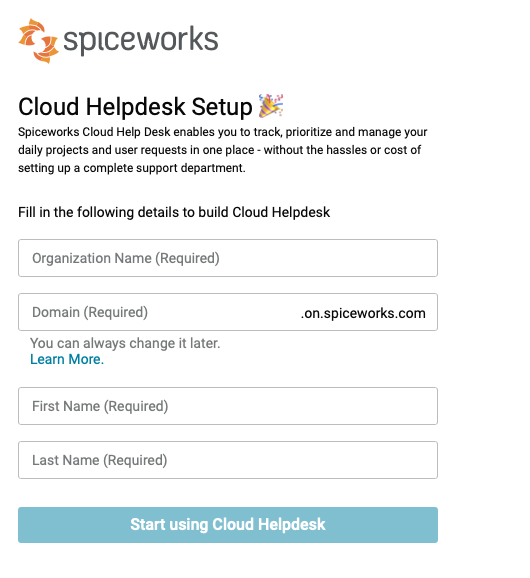 spiceworks
Cloud Helpdesk Setup 🎉
Spiceworks Cloud Help Desk enables you to track, prioritize and manage your
daily projects and user requests in one place - without the hassles or cost of
setting up a complete support department.
Fill in the following details to build Cloud Helpdesk
Organization Name (Required)
Domain (Required) .on.spiceworks.com
You can always change it later.
Learn More.
First Name (Required)
Last Name (Required)
Start using Cloud Helpdesk